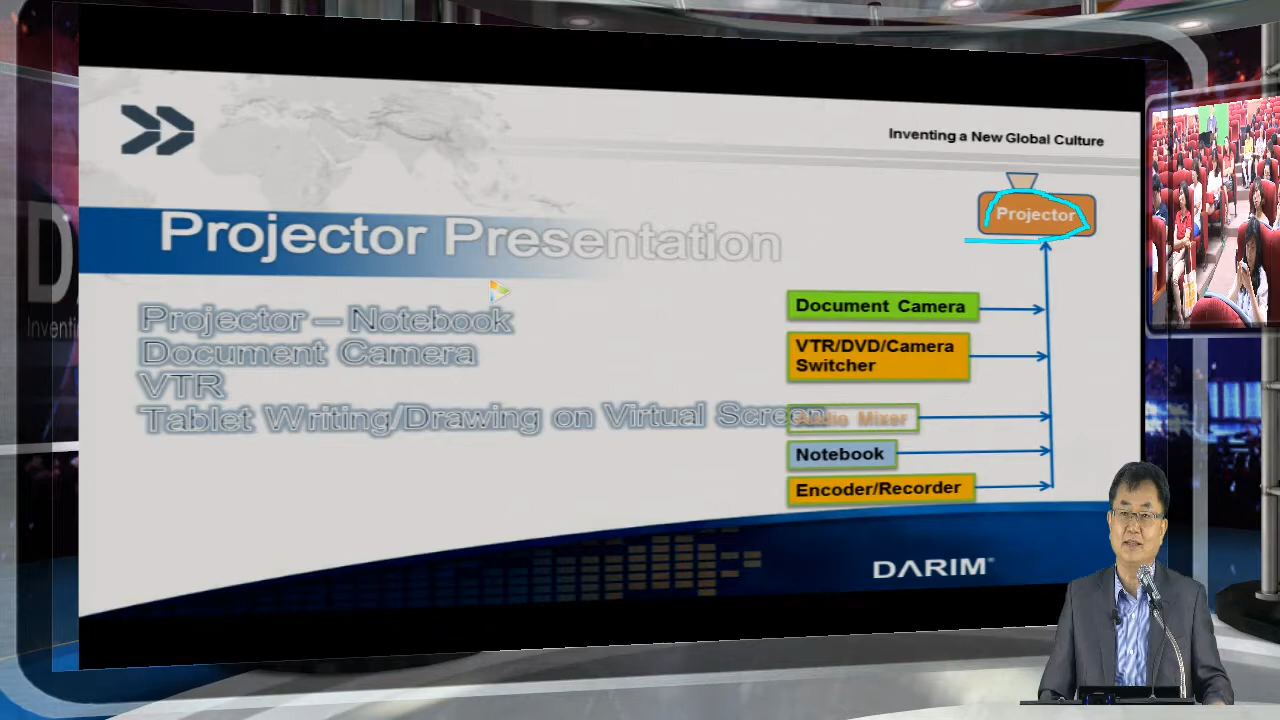 Inventing a New Global Culture
Projector
Projector Presentation
Projector – Notebook
Document Camera
VTR
Tablet Writing/Drawing on Virtual Screen
Document Camera
VTR/DVD/Camera
Switcher
Audio Mixer
Notebook
Encoder/Recorder
DARIM